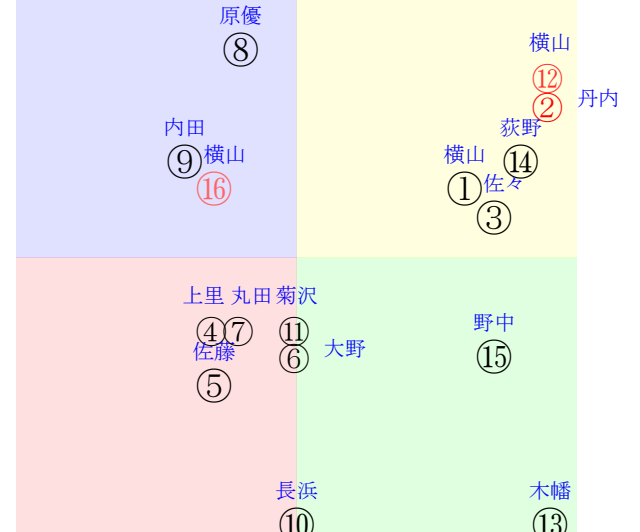 原優
⑧
横山
⑫
②
丹内
内田
⑨
横山
⑯
荻野
⑭
横山
①
佐々
③
上里
④
丸田
⑦
菊沢
⑪
⑥
大野
佐藤
⑤
野中
⑮
長浜
⑩
木幡
⑬